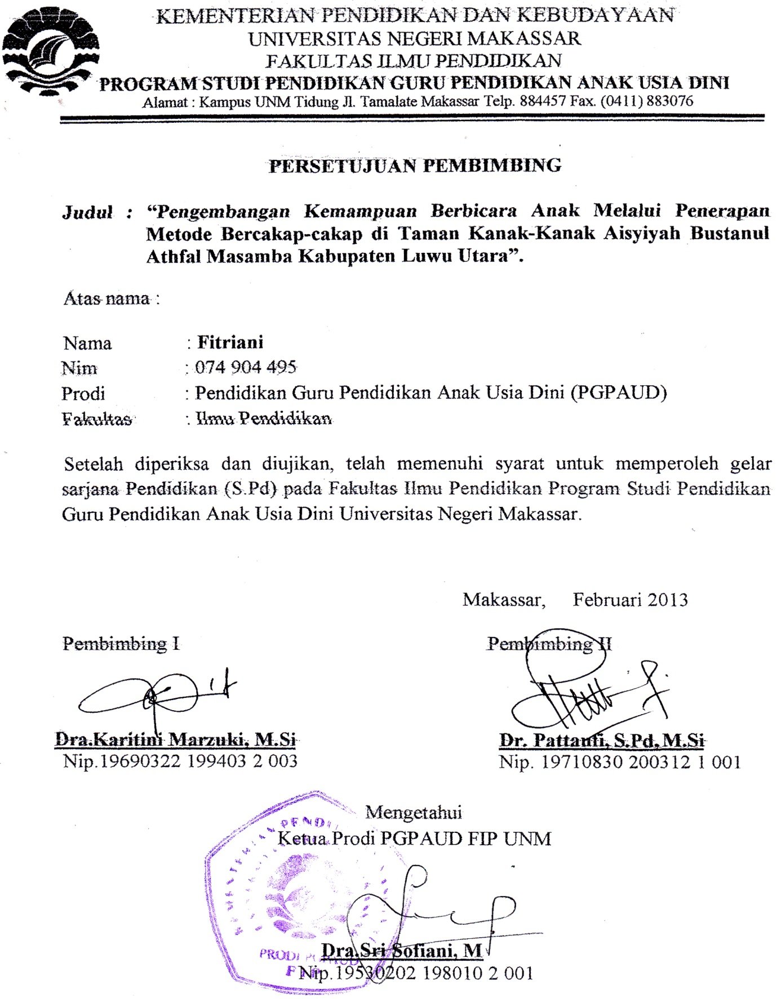 KEMENTERIAN PENDIDIKAN DAN KEBUDAYAAN
UNIVERSITAS NEGERI MAKASSAR
FAKULTAS ILMU PENDIDIKAN
PROGRAM STUDI PENDIDIKAN GURU PENDIDIKAN ANAK USIA DINI
Alamat : Kampus UNM Tidung Jl. Tamalate Makassar Telp. 884457 Fax. (0411) 883076
PERSETUJUAN PEMBIMBING
Judul : “Pengembangan Kemampuan Berbicara Anak Melalui Penerapan
Metode Bercakap-cakap di Taman Kanak-Kanak Aisyiyah Bustanul
Athfal Masamba Kabupaten Luwu Utara”.
Atas nama :
Nama : Fitriani
Nim : 074 904 495
Prodi : Pendidikan Guru Pendidikan Anak Usia Dini (PGPAUD)
Fakultas : Ilmu Pendidikan
Setelah diperiksa dan diujikan, telah memenuhi syarat untuk memperoleh gelar
sarjana Pendidikan (S.Pd) pada Fakultas Ilmu Pendidikan Program Studi Pendidikan
Guru Pendidikan Anak Usia Dini Universitas Negeri Makassar.
Makassar, Februari 2013
Pembimbing I Pembimbing II
Dra.Karitini Marzuki, M.Si Dr. Pattaufi, S.Pd, M.Si
Nip.19690322 199403 2 003 Nip. 19710830 200312 1 001
Mengetahui
Ketua Prodi PGPAUD FIP UNM
Dra.Sri Sofiani, M
Nip.19530202 198010 2 001
PRODI PGPAUD
FIP